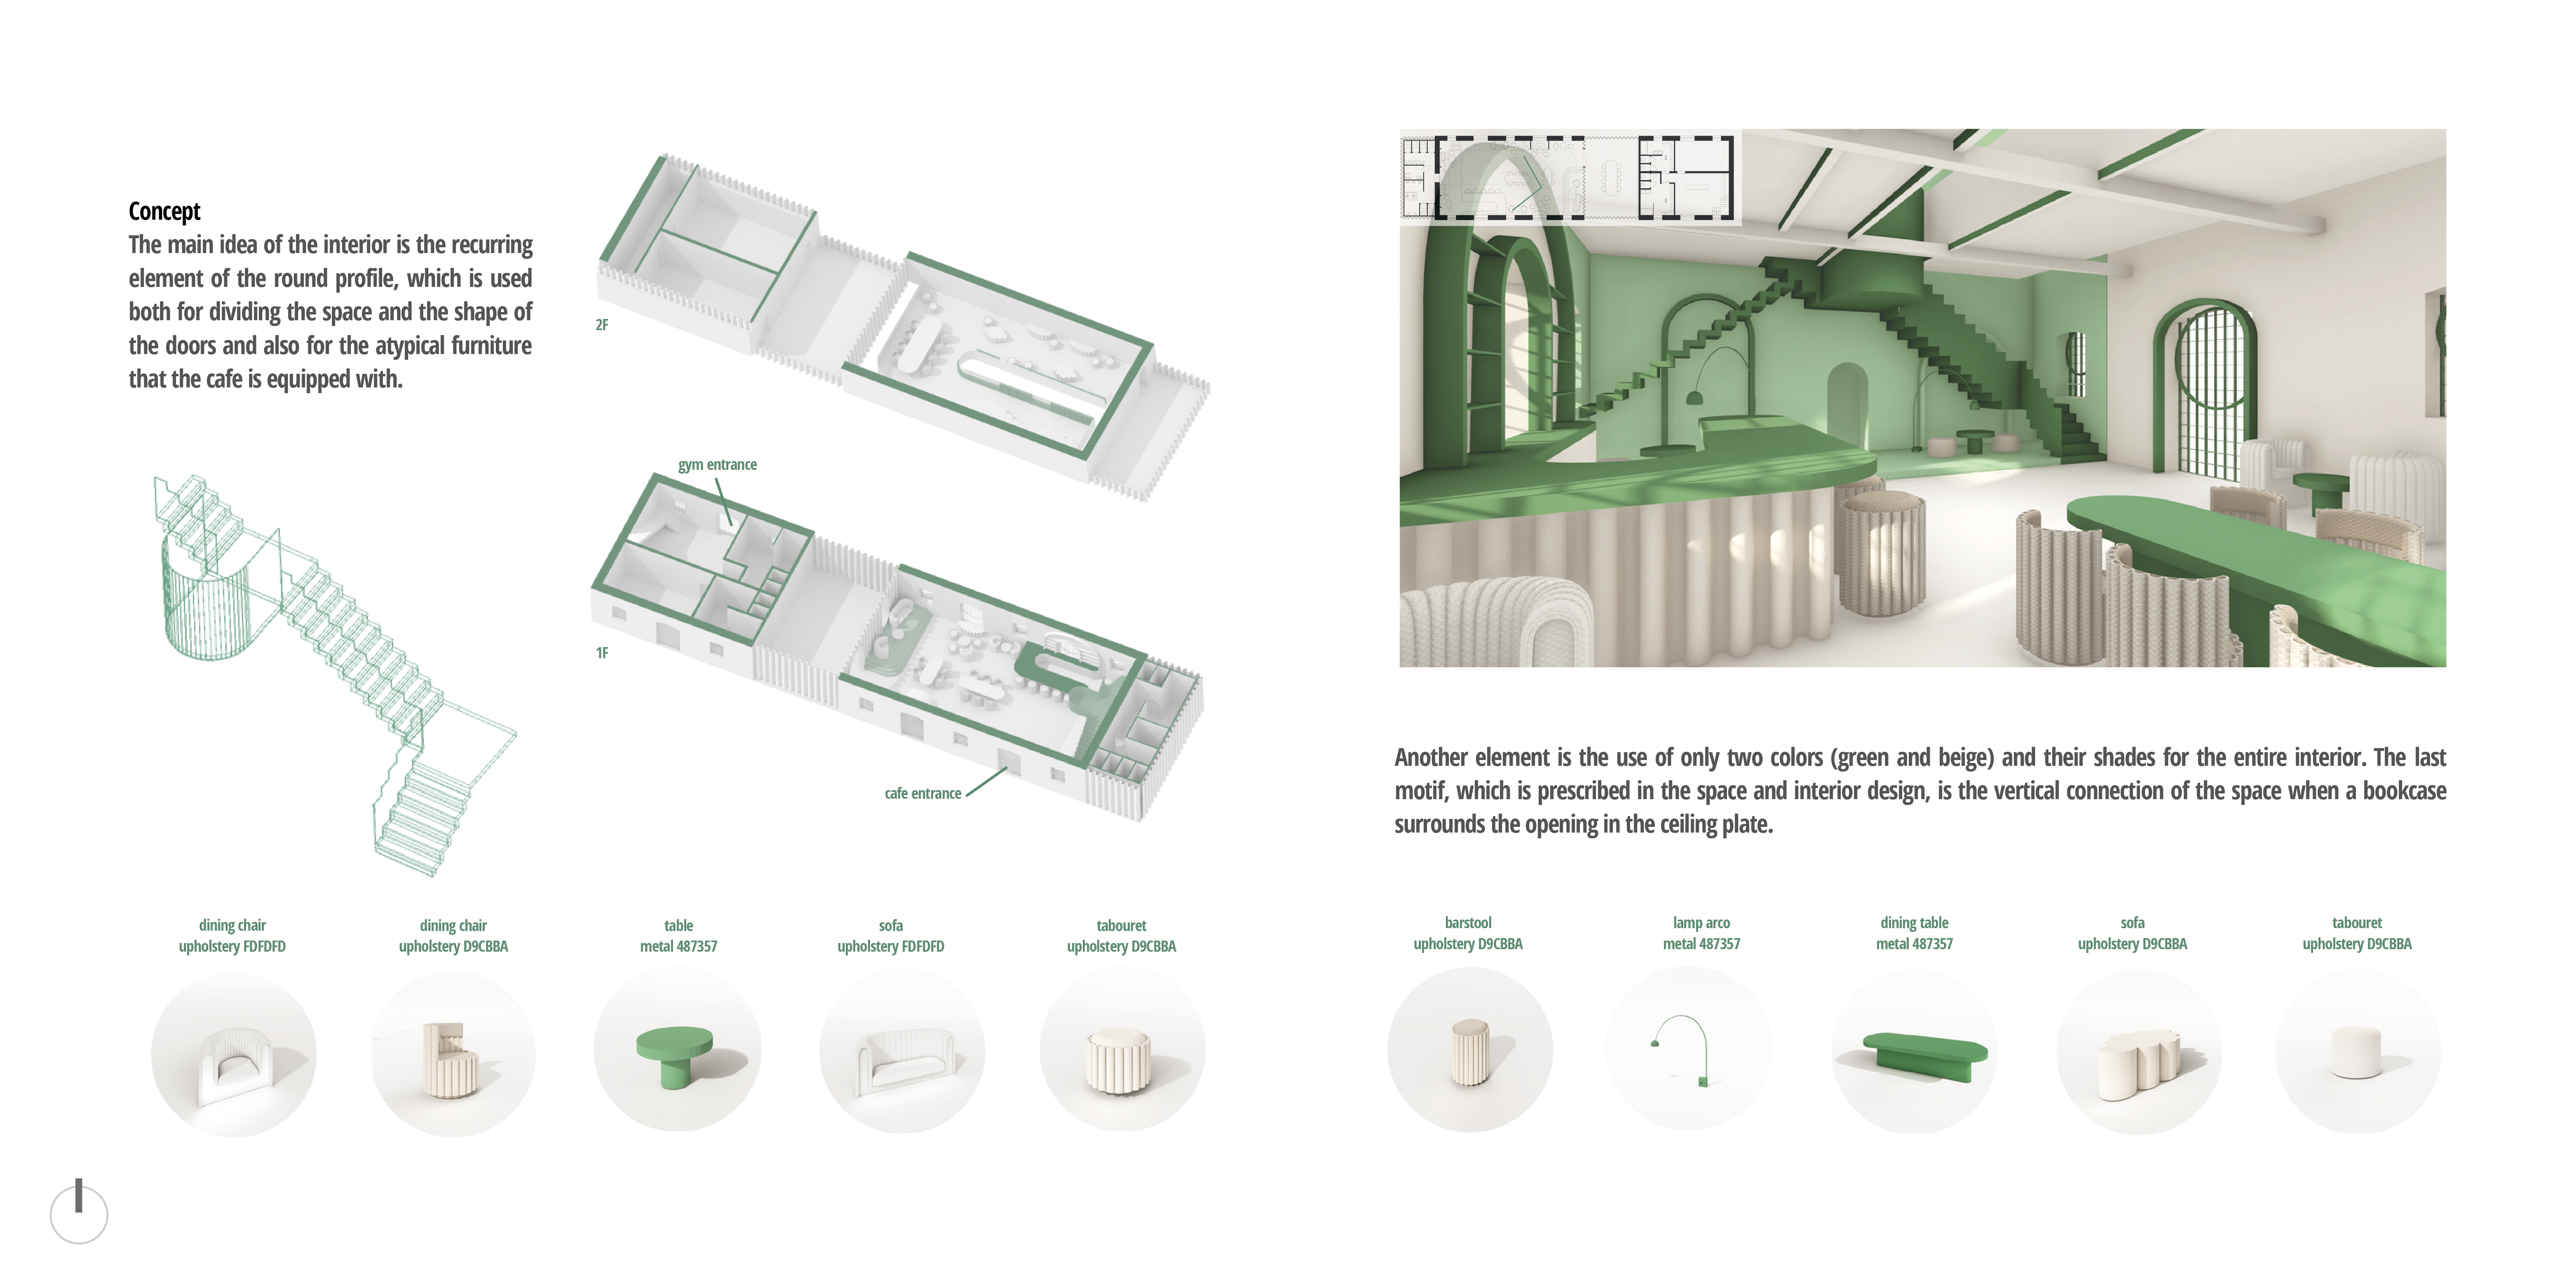 Concept
The main idea of the interior is the recurring
element of the round profile, which is used
both for dividing the space and the shape of
the doors and also for the atypical furniture
that the cafe is equipped with.
2F
gym entrance
1F
cafe entrance
Another element is the use of only two colors (green and beige) and their shades for the entire interior. The last
motif, which is prescribed in the space and interior design, is the vertical connection of the space when a bookcase
surrounds the opening in the ceiling plate.
dining chair
upholstery FDFDFD
dining chair
upholstery D9CBBA
table
metal 487357
sofa
upholstery FDFDFD
tabouret
upholstery D9CBBA
barstool
upholstery D9CBBA
lamp arco
metal 487357
dining table
metal 487357
sofa
upholstery D9CBBA
tabouret
upholstery D9CBBA